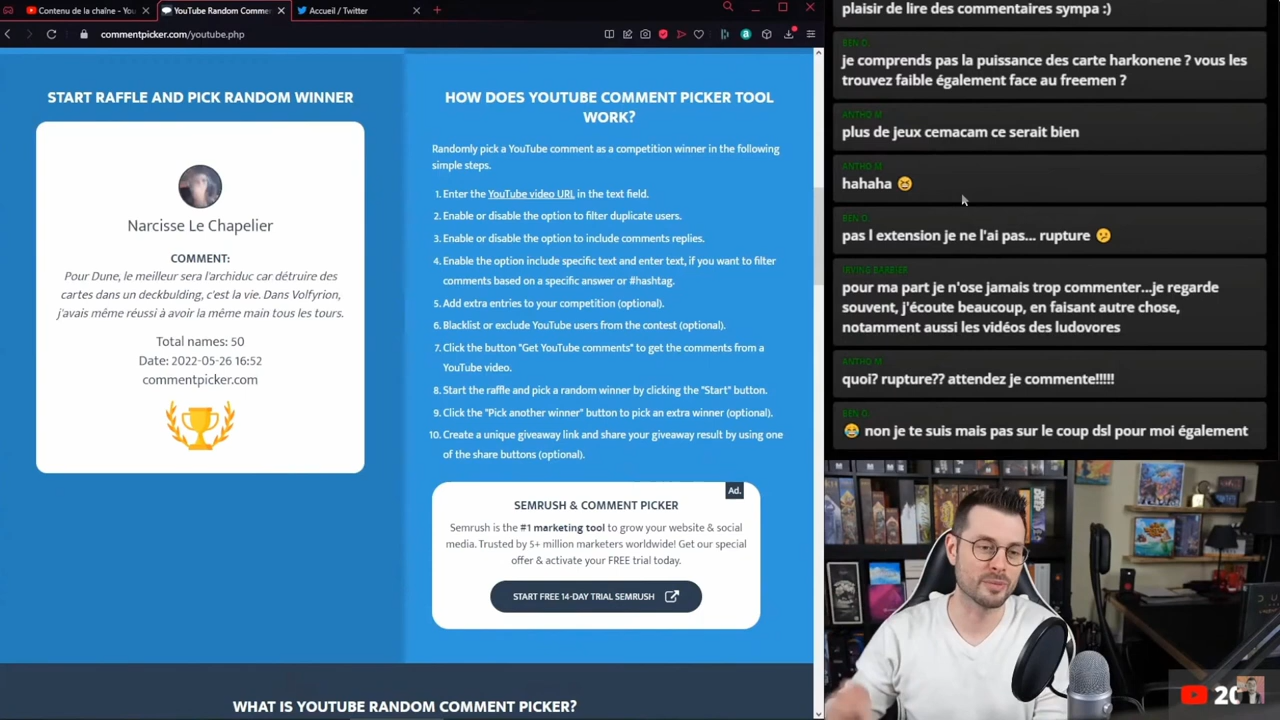 Contenu de la chaîne - You
YouTube Random Commen
Accueil / Twitter
commentpicker.com/youtube.php
START RAFFLE AND PICK RANDOM WINNER
Narcisse Le Chapelier
COMMENT:
Pour Dune, le meilleur sera l'archiduc car détruire des
cartes dans un deckbulding, c'est la vie. Dans Volfyrion,
j'avais même réussi à avoir la même main tous les tours.
Total names: 50
Date: 2022-05-26 16:52
commentpicker.com
HOW DOES YOUTUBE COMMENT PICKER TOOL
WORK?
Randomly pick a YouTube comment as a competition winner in the following
simple steps.
1. Enter the YouTube video URL in the text field.
2. Enable or disable the option to filter duplicate users.
3. Enable or disable the option to include comments replies.
4. Enable the option include specific text and enter text, if you want to filter
comments based on a specific answer or #hashtag.
5. Add extra entries to your competition (optional).
6. Blacklist or exclude YouTube users from the contest (optional).
7. Click the button "Get YouTube comments" to get the comments from a
YouTube video.
8. Start the raffle and pick a random winner by clicking the "Start" button.
9. Click the "Pick another winner" button to pick an extra winner (optional).
10. Create a unique giveaway link and share your giveaway result by using one
of the share buttons (optional).
Ad.
SEMRUSH & COMMENT PICKER
Semrush is the #1 marketing tool to grow your website & social
media. Trusted by 5+ million marketers worldwide! Get our special
offer & activate your FREE trial today.
START FREE 14-DAY TRIAL SEMRUSH
WHAT IS YOUTUBE RANDOM COMMENT PICKER?
plaisir de lire des commentaires sympa :)
BEN O.
je comprends pas la puissance des carte harkonene ? vous les
trouvez faible également face au freemen ?
ANTHO M
plus de jeux cemacam ce serait bien
ANTHO M
hahaha 😆
BEN O.
pas l extension je ne l'ai pas... rupture 😕
IRVING BARBIER
pour ma part je n'ose jamais trop commenter...je regarde
souvent, j'écoute beaucoup, en faisant autre chose,
notamment aussi les vidéos des ludovores
ANTHO M
quoi? rupture?? attendez je commente!!!!!
BEN O.
😂 non je te suis mais pas sur le coup dsl pour moi également